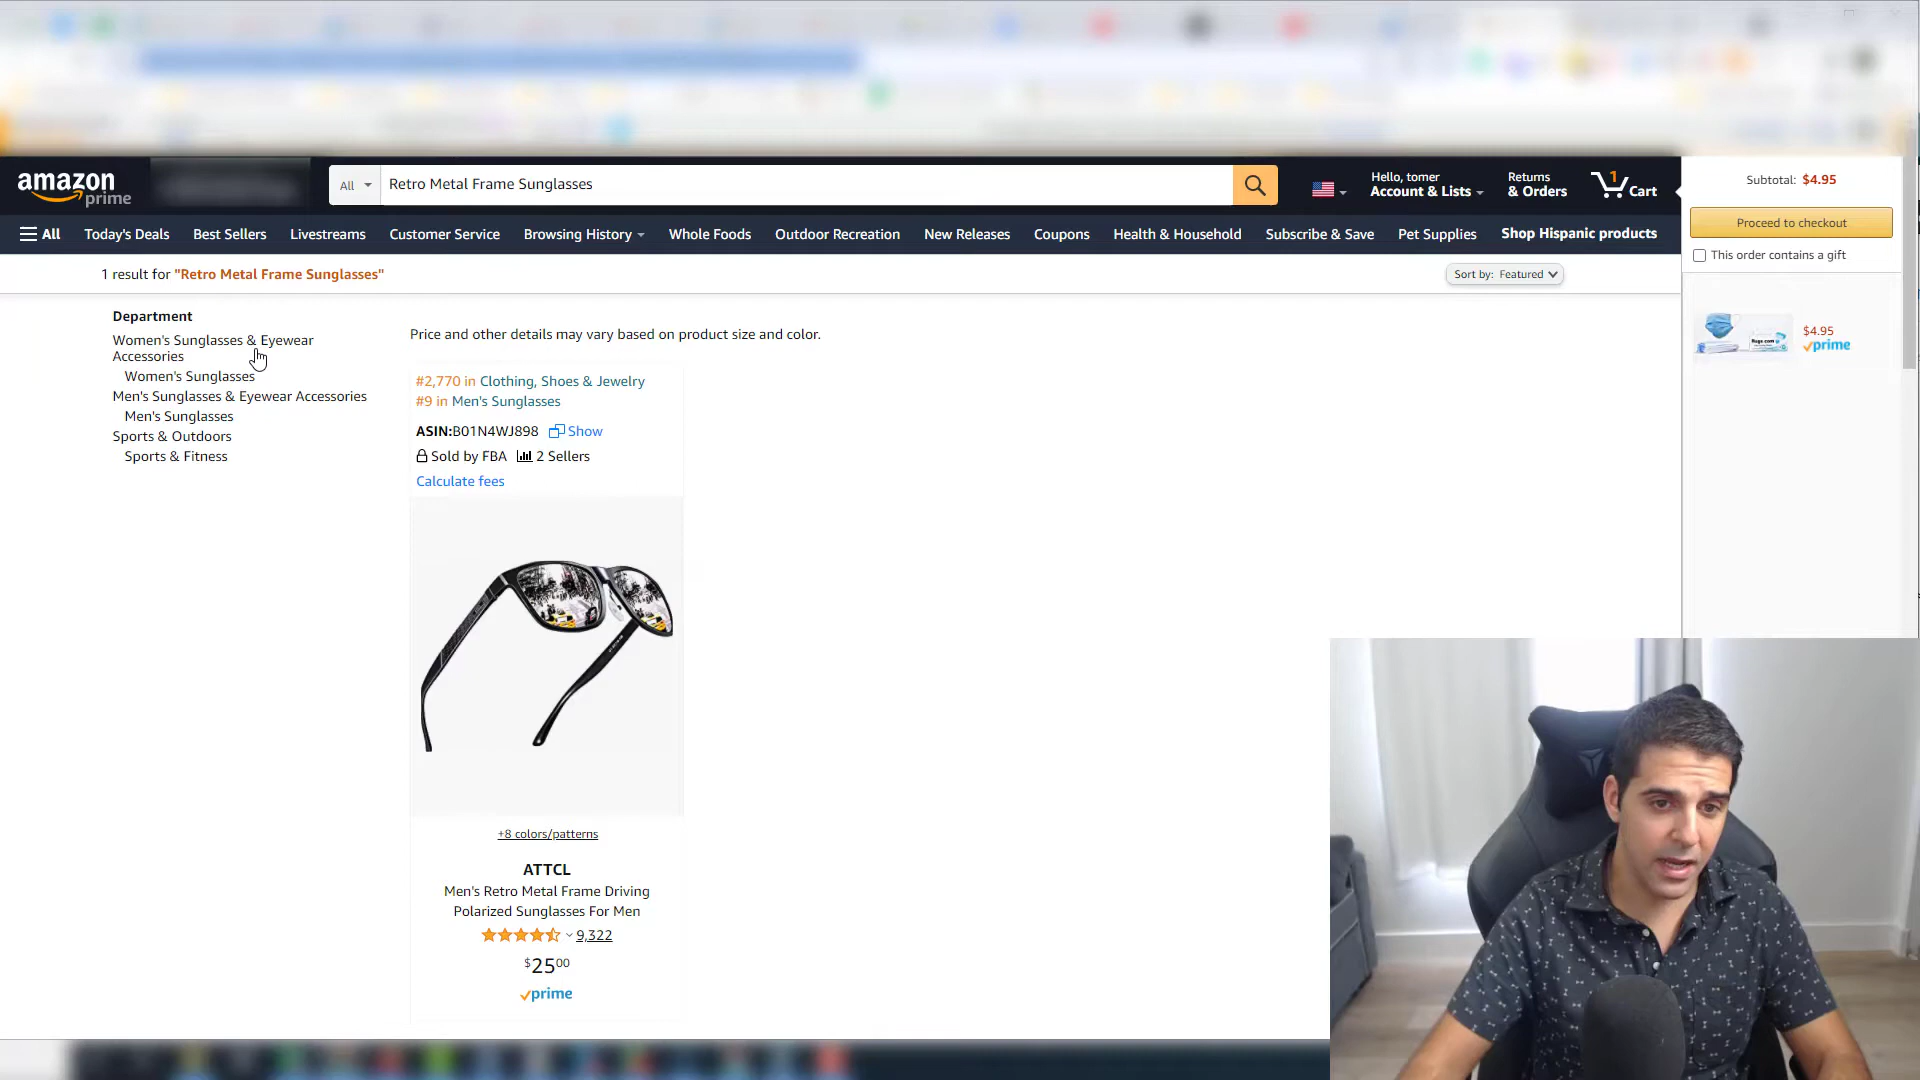 amazon
prime
All
Retro Metal Frame Sunglasses
Hello, tomer
Account & Lists
Returns
& Orders
1
Cart
Subtotal: $4.95
Proceed to checkout
This order contains a gift
$4.95
prime
All
Today's Deals
Best Sellers
Livestreams
Customer Service
Browsing History
Whole Foods
Outdoor Recreation
New Releases
Coupons
Health & Household
Subscribe & Save
Pet Supplies
Shop Hispanic products
1 result for "Retro Metal Frame Sunglasses"
Sort by: Featured
Department
Women's Sunglasses & Eyewear
Accessories
Women's Sunglasses
Men's Sunglasses & Eyewear Accessories
Men's Sunglasses
Sports & Outdoors
Sports & Fitness
Price and other details may vary based on product size and color.
#2,770 in Clothing, Shoes & Jewelry
#9 in Men's Sunglasses
ASIN:B01N4WJ898 Show
Sold by FBA 2 Sellers
Calculate fees
+8 colors/patterns
ATTCL
Men's Retro Metal Frame Driving
Polarized Sunglasses For Men
9,322
$2500
prime